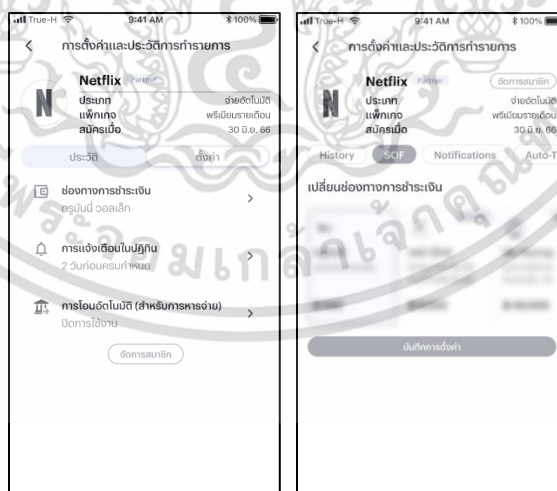 True-H 9:41 AM 100%
การตั้งค่าและประวัติการทำรายการ
Netflix Partner
ประเภท จ่ายอัตโนมัติ
แพ็กเกจ พรีเมียมรายเดือน
สมัครเมื่อ 30 มิ.ย. 66
ประวัติ ตั้งค่า
ช่องทางการชำระเงิน
ทรูมันนี่ วอลเล็ท
การแจ้งเตือนในปฏิทิน
2 วันก่อนครบกำหนด
การโอนอัตโนมัติ (สำหรับการหารจ่าย)
ปิดการใช้งาน
จัดการสมาชิก
True-H 9:41 AM 100%
การตั้งค่าและประวัติการทำรายการ
Netflix Partner จัดการสมาชิก
ประเภท จ่ายอัตโนมัติ
แพ็กเกจ พรีเมียมรายเดือน
สมัครเมื่อ 30 มิ.ย. 66
History SOF Notifications Auto-T
เปลี่ยนช่องทางการชำระเงิน
บันทึกการตั้งค่า